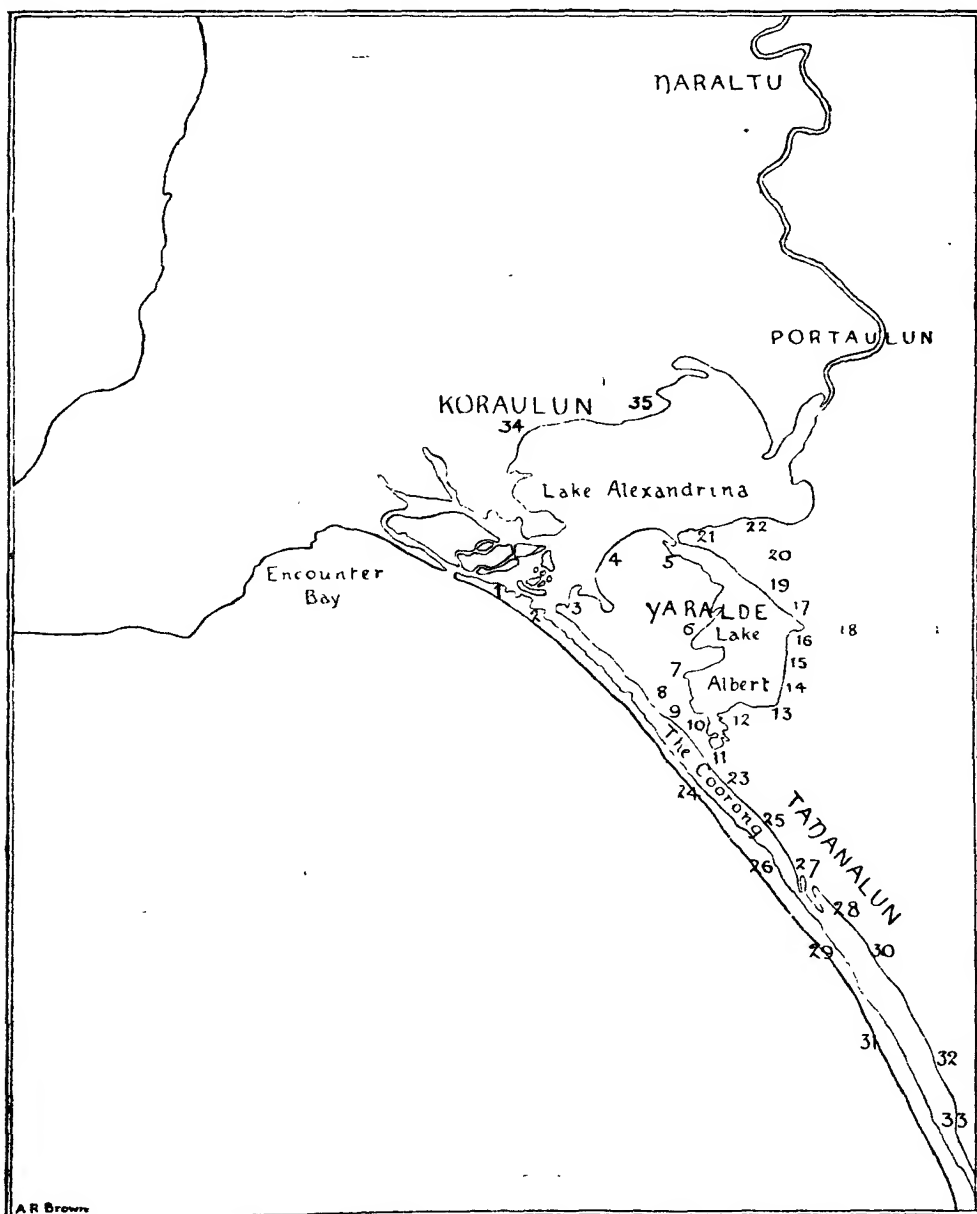 ŊARALTU
PORTAULUN
KORAULUN
35
34
Lake Alexandrina
22
21
20
4
5
Encounter
Bay
1
2
3
19
17
YARALDE
6
Lake
16
18
15
7
Albert
14
8
9
10
12
13
11
The Coorong
23
24
25
TAŊANALUN
26
27
28
29
30
31
32
33
A R Brown